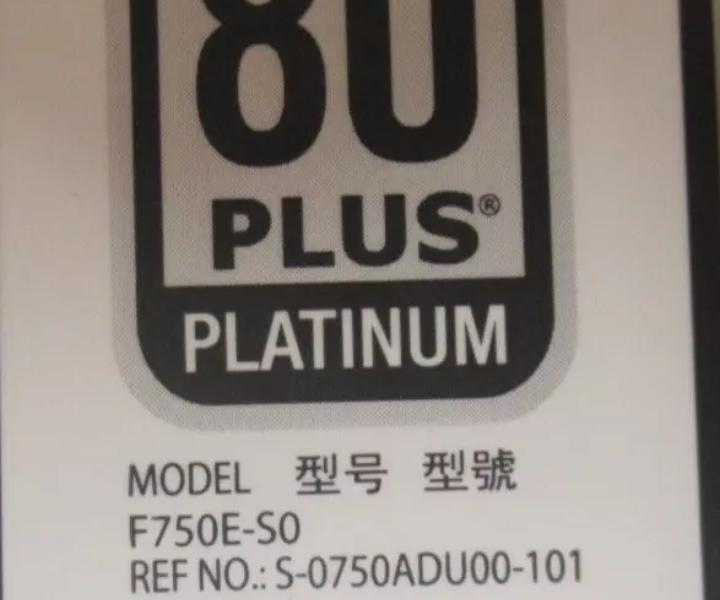 80
PLUS®
PLATINUM
MODEL 型号 型號
F750E-S0
REF NO.: S-0750ADU00-101